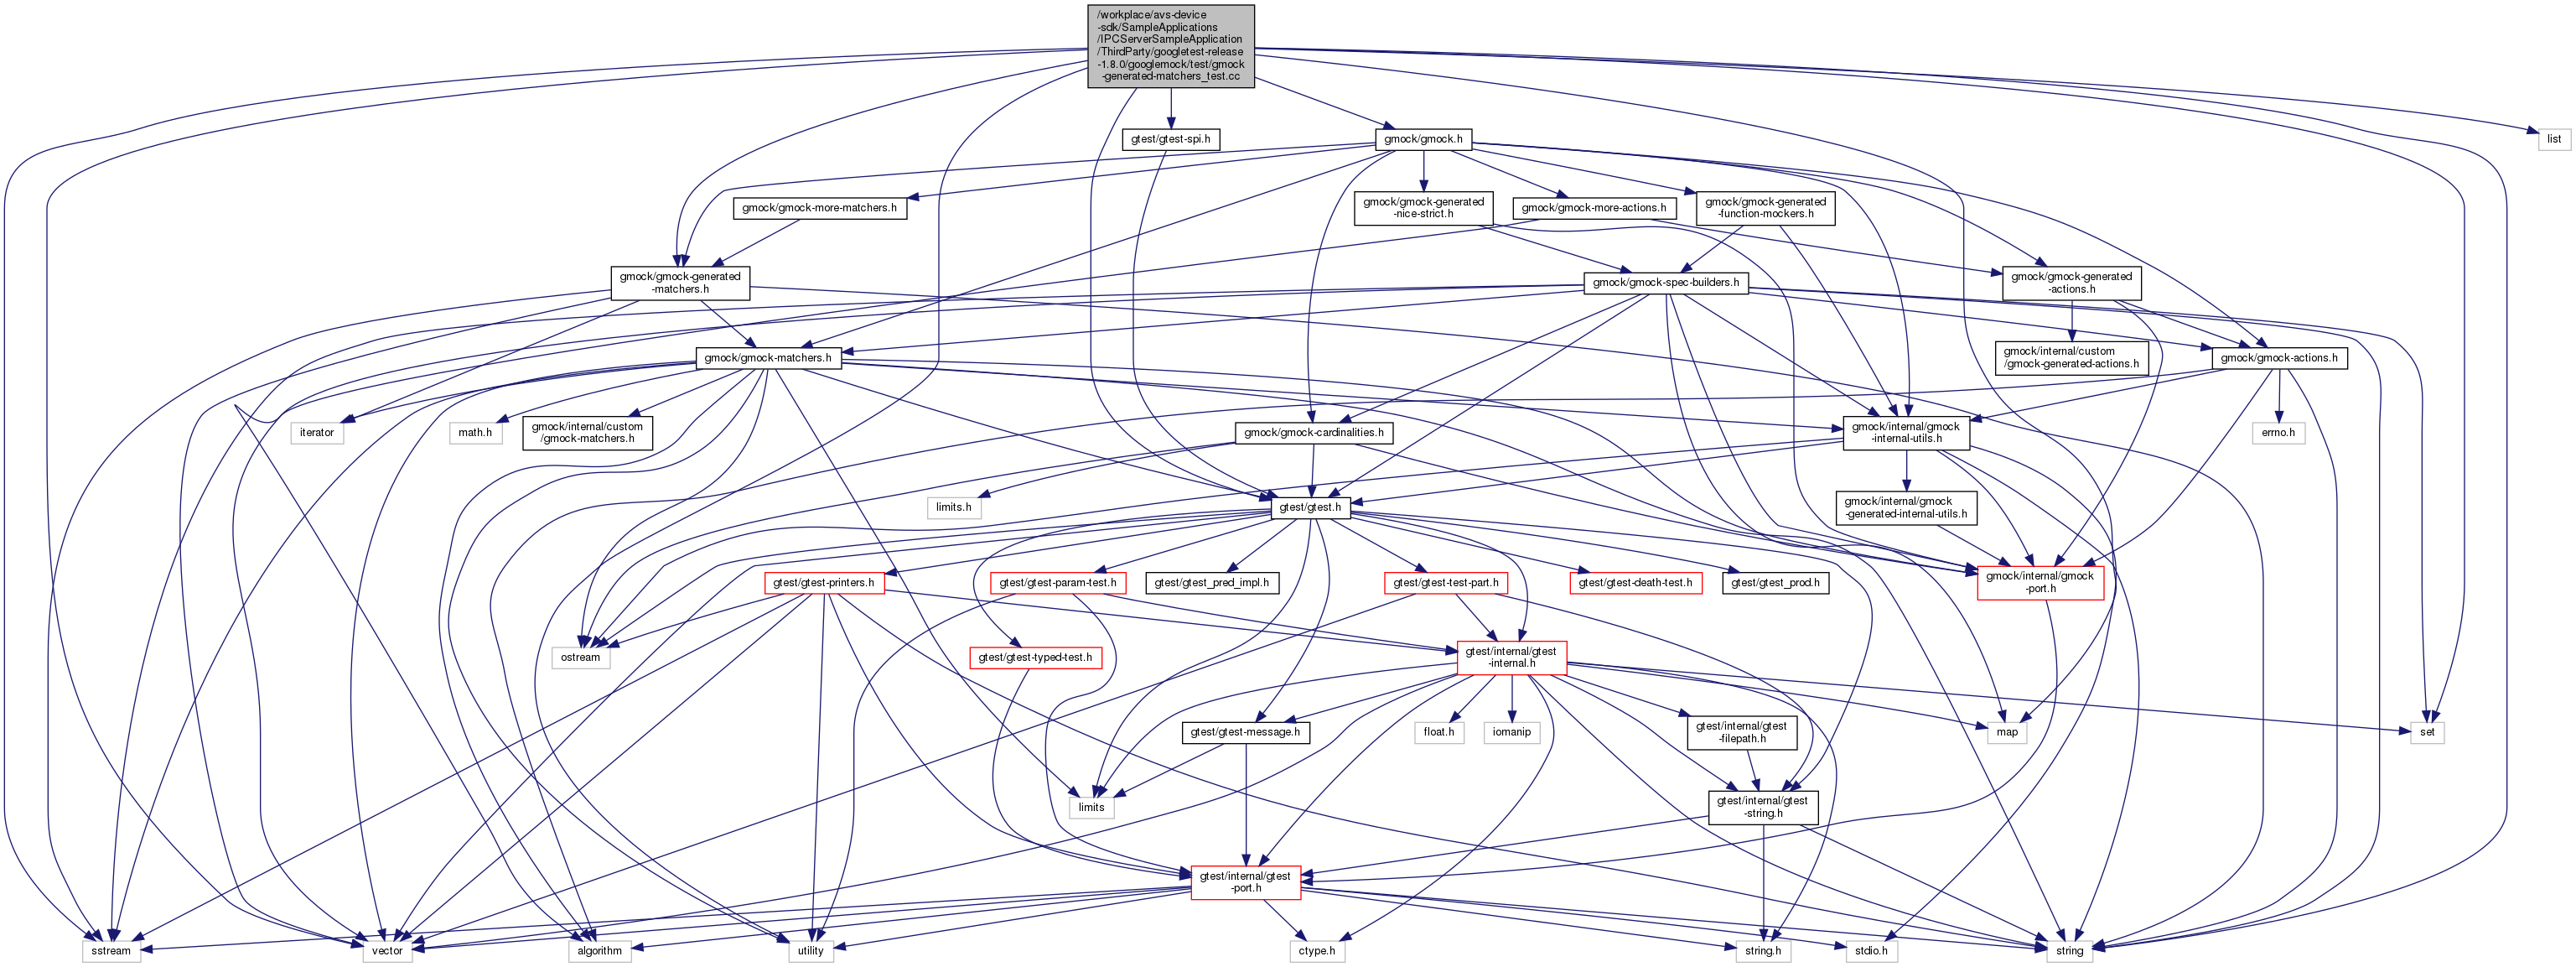 /workplace/avs-device
-sdk/SampleApplications
/IPCServerSampleApplication
/ThirdParty/googletest-release
-1.8.0/googlemock/test/gmock
-generated-matchers_test.cc
gtest/gtest-spi.h
gmock/gmock.h
list
gmock/gmock-more-matchers.h
gmock/gmock-generated
-nice-strict.h
gmock/gmock-more-actions.h
gmock/gmock-generated
-function-mockers.h
gmock/gmock-generated
-matchers.h
gmock/gmock-spec-builders.h
gmock/gmock-generated
-actions.h
gmock/gmock-matchers.h
gmock/internal/custom
/gmock-generated-actions.h
gmock/gmock-actions.h
iterator
math.h
gmock/internal/custom
/gmock-matchers.h
gmock/gmock-cardinalities.h
gmock/internal/gmock
-internal-utils.h
errno.h
limits.h
gtest/gtest.h
gmock/internal/gmock
-generated-internal-utils.h
gtest/gtest-printers.h
gtest/gtest-param-test.h
gtest/gtest_pred_impl.h
gtest/gtest-test-part.h
gtest/gtest-death-test.h
gtest/gtest_prod.h
gmock/internal/gmock
-port.h
ostream
gtest/gtest-typed-test.h
gtest/internal/gtest
-internal.h
gtest/gtest-message.h
float.h
iomanip
gtest/internal/gtest
-filepath.h
map
set
limits
gtest/internal/gtest
-string.h
gtest/internal/gtest
-port.h
sstream
vector
algorithm
utility
ctype.h
string.h
stdio.h
string